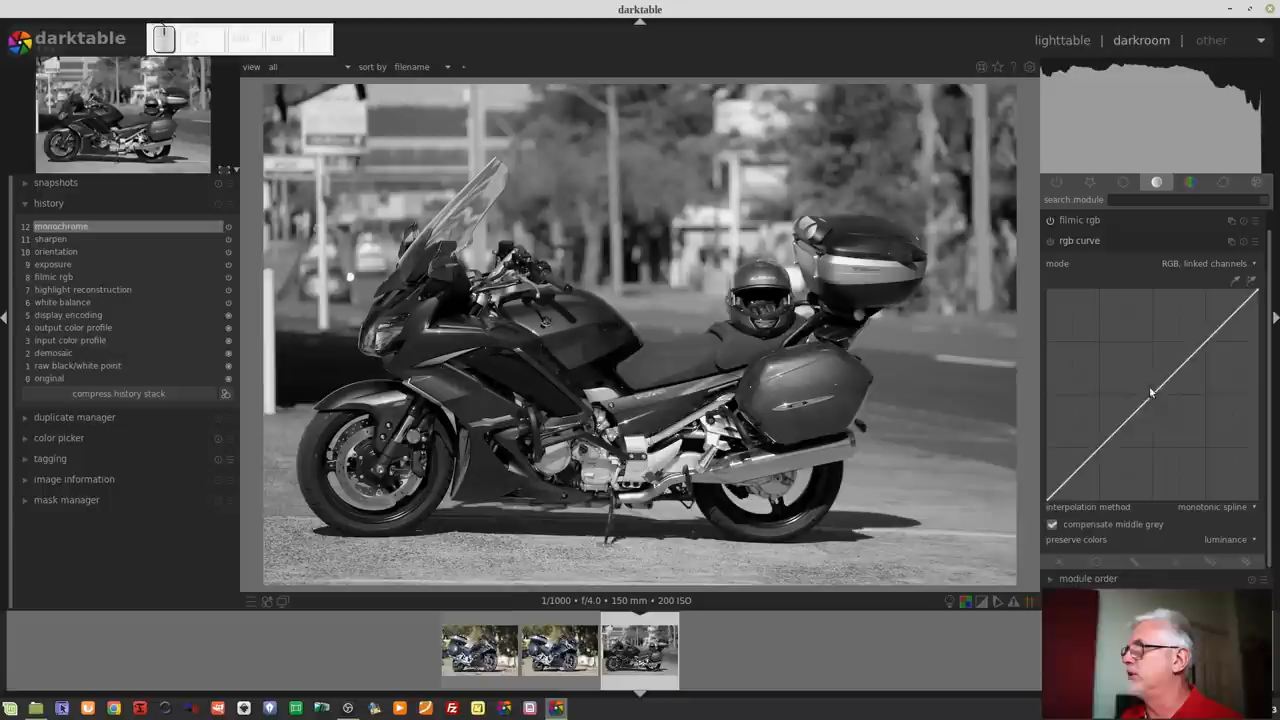 darktable
darktable
lighttable | darkroom | other
view all sort by filename
snapshots
history
12 monochrome
11 sharpen
10 orientation
9 exposure
8 filmic rgb
7 highlight reconstruction
6 white balance
5 display encoding
4 output color profile
3 input color profile
2 demosaic
1 raw black/white point
0 original
compress history stack
duplicate manager
color picker
tagging
image information
mask manager
1/1000 • f/4.0 • 150 mm • 200 ISO
search module
filmic rgb
rgb curve
mode RGB, linked channels
interpolation method monotonic spline
compensate middle grey
preserve colors luminance
module order